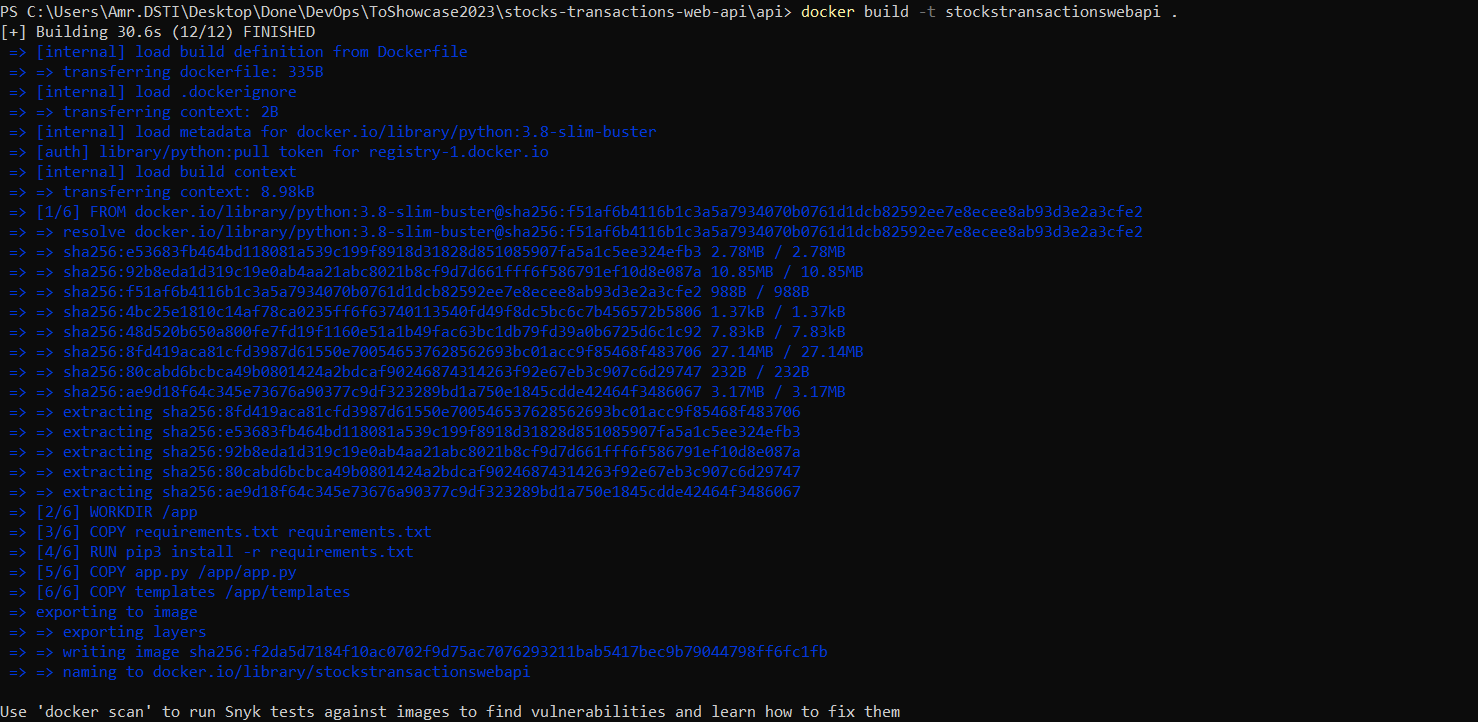 PS C:\Users\Amr.DSTI\Desktop\Done\DevOps\ToShowcase2023\stocks-transactions-web-api\api> docker build -t stockstransactionswebapi .
[+] Building 30.6s (12/12) FINISHED
=> [internal] load build definition from Dockerfile
=> => transferring dockerfile: 335B
=> [internal] load .dockerignore
=> => transferring context: 2B
=> [internal] load metadata for docker.io/library/python:3.8-slim-buster
=> [auth] library/python:pull token for registry-1.docker.io
=> [internal] load build context
=> => transferring context: 8.98kB
=> [1/6] FROM docker.io/library/python:3.8-slim-buster@sha256:f51af6b4116b1c3a5a7934070b0761d1dcb82592ee7e8ecee8ab93d3e2a3cfe2
=> => resolve docker.io/library/python:3.8-slim-buster@sha256:f51af6b4116b1c3a5a7934070b0761d1dcb82592ee7e8ecee8ab93d3e2a3cfe2
=> => sha256:e53683fb464bd118081a539c199f8918d31828d851085907fa5a1c5ee324efb3 2.78MB / 2.78MB
=> => sha256:92b8eda1d319c19e0ab4aa21abc8021b8cf9d7d661fff6f586791ef10d8e087a 10.85MB / 10.85MB
=> => sha256:f51af6b4116b1c3a5a7934070b0761d1dcb82592ee7e8ecee8ab93d3e2a3cfe2 988B / 988B
=> => sha256:4bc25e1810c14af78ca0235ff6f63740113540fd49f8dc5bc6c7b456572b5806 1.37kB / 1.37kB
=> => sha256:48d520b650a800fe7fd19f1160e51a1b49fac63bc1db79fd39a0b6725d6c1c92 7.83kB / 7.83kB
=> => sha256:8fd419aca81cfd3987d61550e700546537628562693bc01acc9f85468f483706 27.14MB / 27.14MB
=> => sha256:80cabd6bcbca49b0801424a2bdcaf90246874314263f92e67eb3c907c6d29747 232B / 232B
=> => sha256:ae9d18f64c345e73676a90377c9df323289bd1a750e1845cdde42464f3486067 3.17MB / 3.17MB
=> => extracting sha256:8fd419aca81cfd3987d61550e700546537628562693bc01acc9f85468f483706
=> => extracting sha256:e53683fb464bd118081a539c199f8918d31828d851085907fa5a1c5ee324efb3
=> => extracting sha256:92b8eda1d319c19e0ab4aa21abc8021b8cf9d7d661fff6f586791ef10d8e087a
=> => extracting sha256:80cabd6bcbca49b0801424a2bdcaf90246874314263f92e67eb3c907c6d29747
=> => extracting sha256:ae9d18f64c345e73676a90377c9df323289bd1a750e1845cdde42464f3486067
=> [2/6] WORKDIR /app
=> [3/6] COPY requirements.txt requirements.txt
=> [4/6] RUN pip3 install -r requirements.txt
=> [5/6] COPY app.py /app/app.py
=> [6/6] COPY templates /app/templates
=> exporting to image
=> => exporting layers
=> => writing image sha256:f2da5d7184f10ac0702f9d75ac7076293211bab5417bec9b79044798ff6fc1fb
=> => naming to docker.io/library/stockstransactionswebapi
Use 'docker scan' to run Snyk tests against images to find vulnerabilities and learn how to fix them